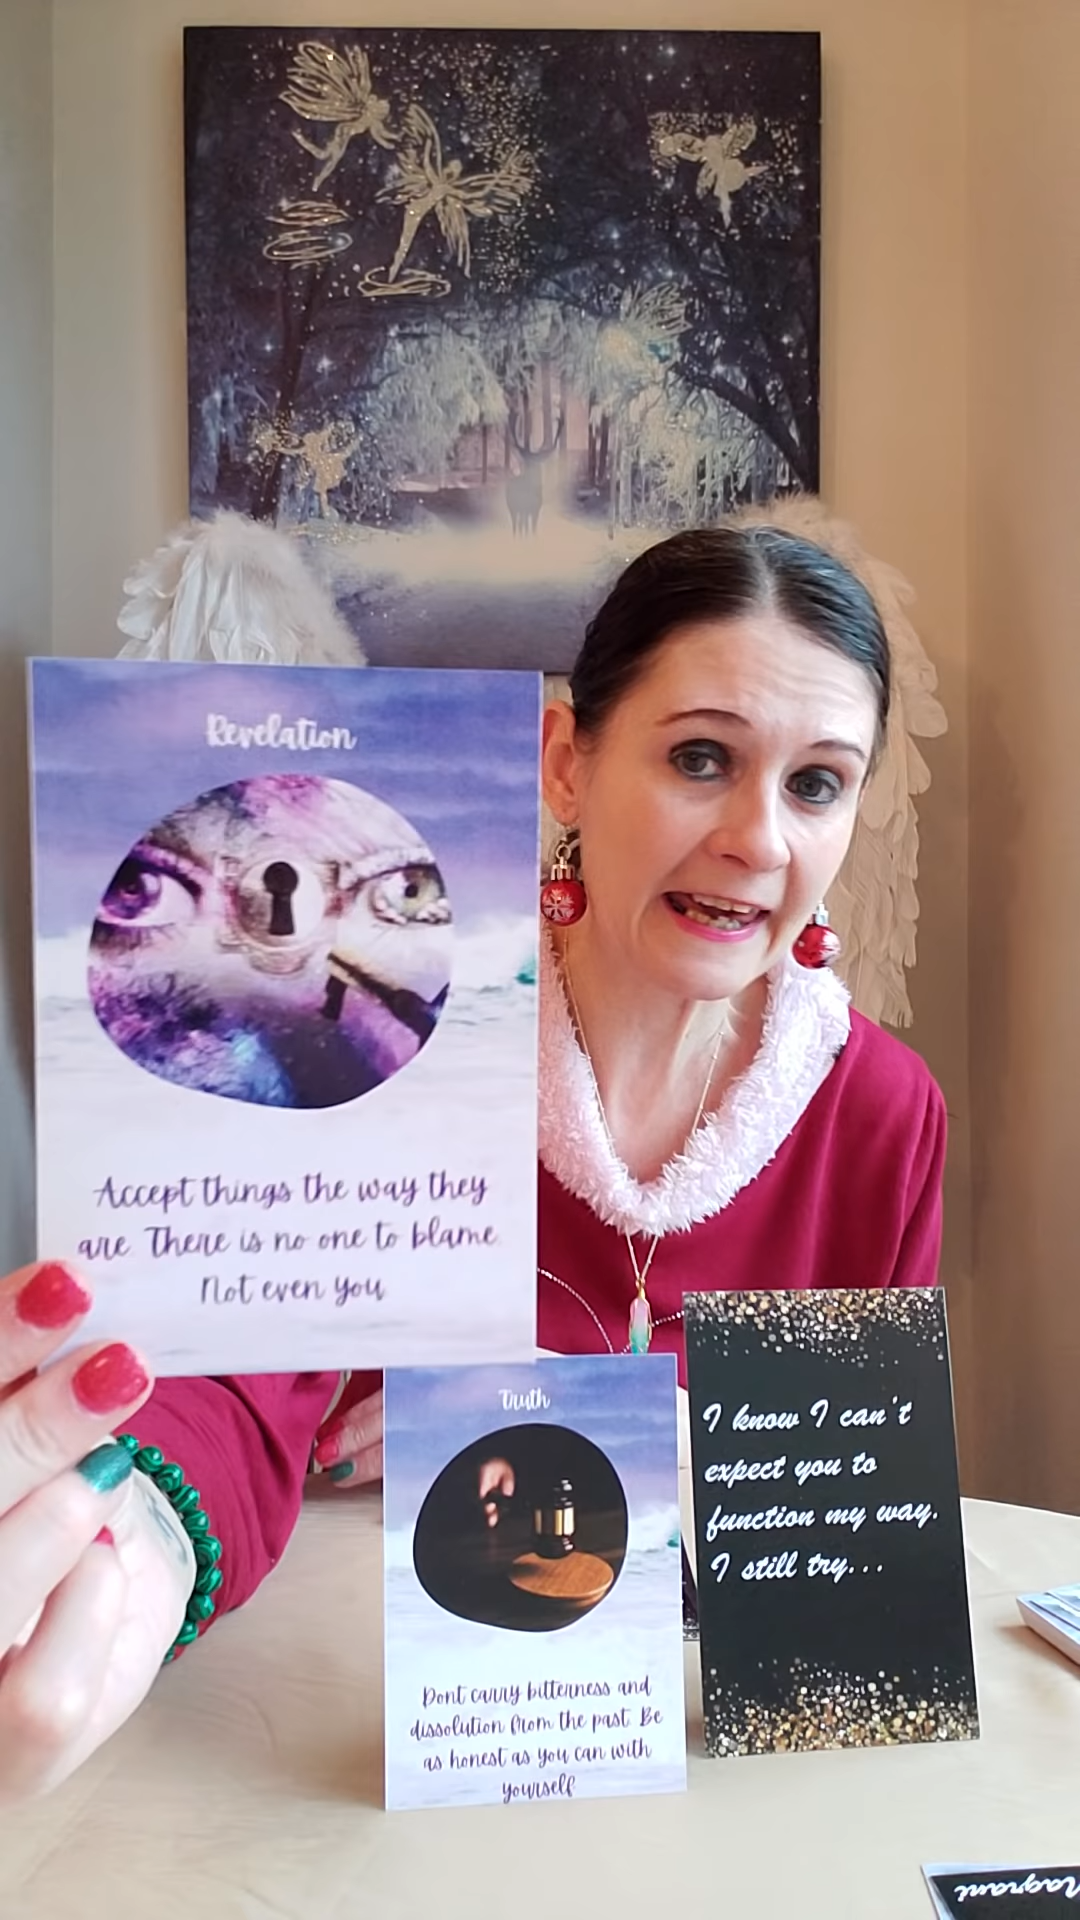 Revelation
Accept things the way they
are. There is no one to blame.
Not even you
Truth
Dont carry bitterness and
dissolution from the past. Be
as honest as you can with
yourself.
I know I can't
expect you to
function my way.
I still try...